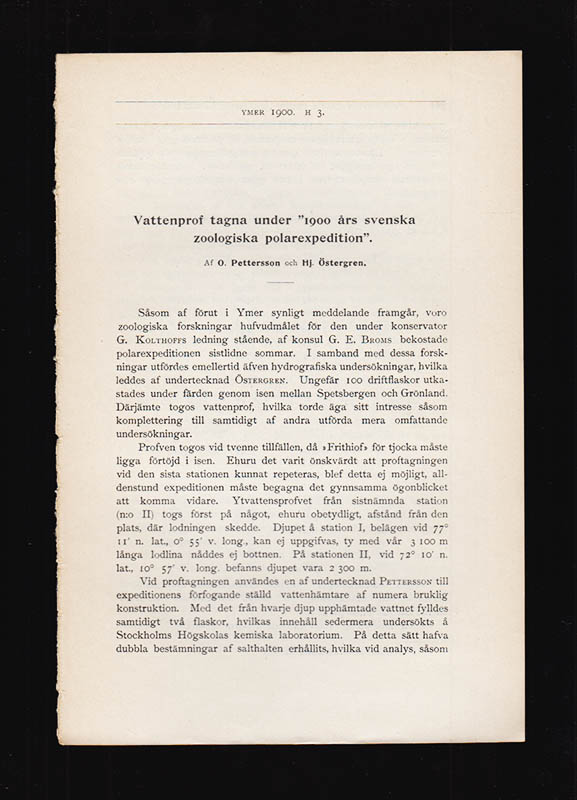 YMER 1900. H 3.
Vattenprof tagna under "1900 års svenska
zoologiska polarexpedition".
Af O. Pettersson och Hj. Östergren.
Såsom af förut i Ymer synligt meddelande framgår, voro
zoologiska forskningar hufvudmålet för den under konservator
G. KOLTHOFFS ledning stående, af konsul G. E. BROMS bekostade
polarexpeditionen sistlidne sommar. I samband med dessa forsk-
ningar utfördes emellertid äfven hydrografiska undersökningar, hvilka
leddes af undertecknad ÖSTERGREN. Ungefär 100 driftflaskor utka-
stades under färden genom isen mellan Spetsbergen och Grönland.
Därjämte togos vattenprof, hvilka torde äga sitt intresse såsom
komplettering till samtidigt af andra utförda mera omfattande
undersökningar.
Profven togos vid tvenne tillfällen, då »Frithiof» för tjocka måste
ligga förtöjd i isen. Ehuru det varit önskvärdt att proftagningen
vid den sista stationen kunnat repeteras, blef detta ej möjligt, all-
denstund expeditionen måste begagna det gynnsamma ögonblicket
att komma vidare. Ytvattensprofvet från sistnämnda station
(n:o II) togs först på något, ehuru obetydligt, afstånd från den
plats, där lodningen skedde. Djupet å station I, belägen vid 77°
11′ n. lat., 0° 55′ v. long., kan ej uppgifvas, ty med vår 3 100 m
långa lodlina nåddes ej bottnen. På stationen II, vid 72° 10′ n.
lat., 10° 57′ v. long. befanns djupet vara 2 300 m.
Vid proftagningen användes en af undertecknad PETTERSSON till
expeditionens förfogande ställd vattenhämtare af numera bruklig
konstruktion. Med det från hvarje djup upphämtade vattnet fylldes
samtidigt två flaskor, hvilkas innehåll sedermera undersökts å
Stockholms Högskolas kemiska laboratorium. På detta sätt hafva
dubbla bestämningar af salthalten erhållits, hvilka vid analys, såsom